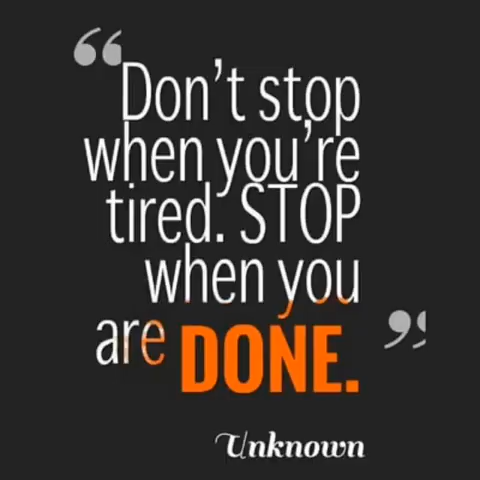 “Don’t stop
when you’re
tired. STOP
when you
are DONE.”
Unknown